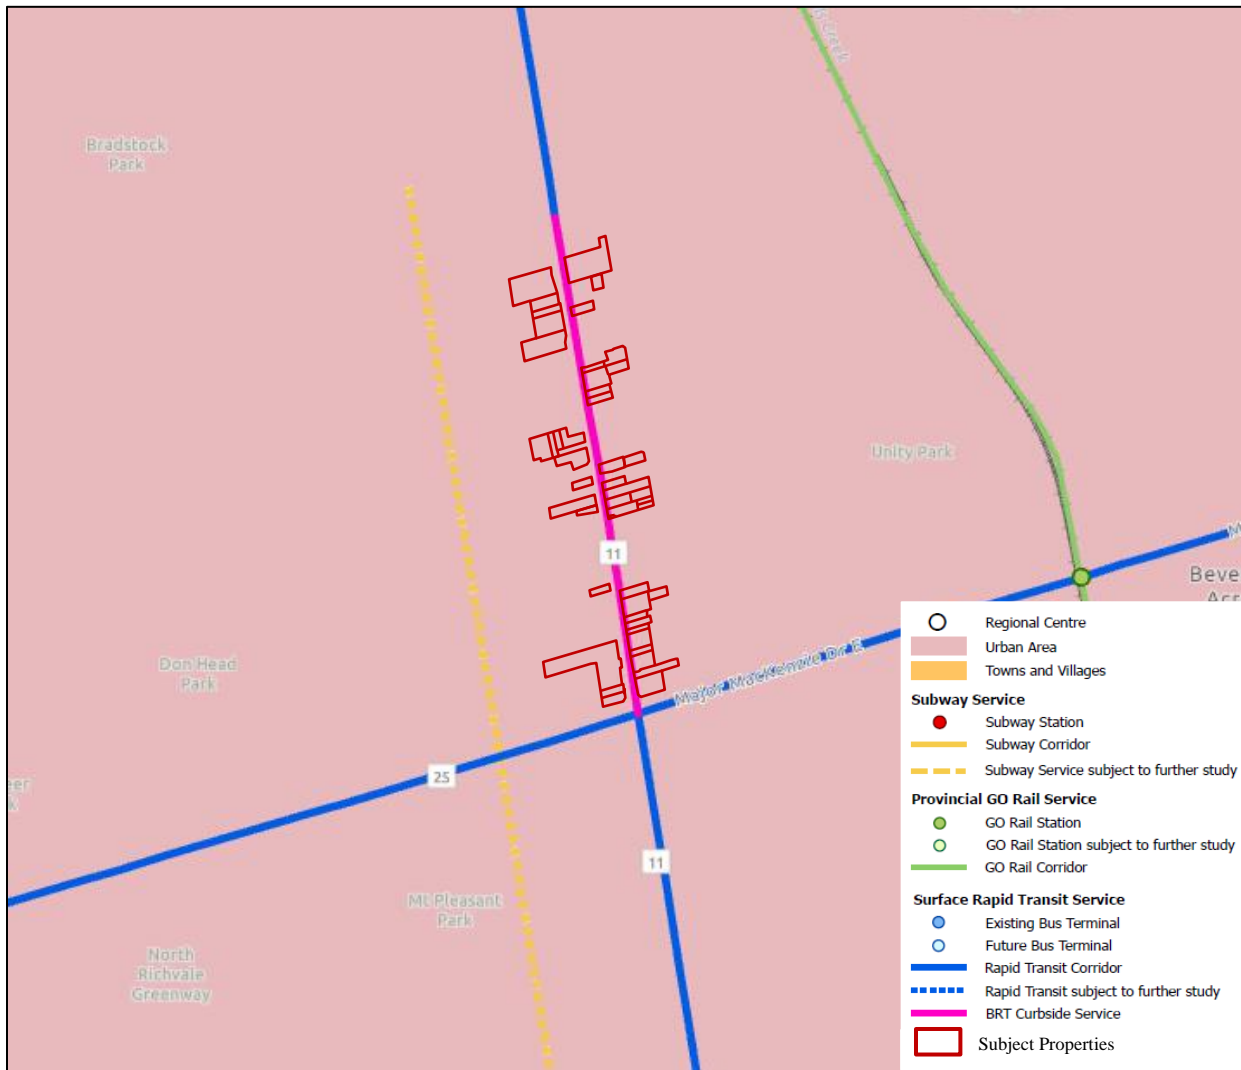 Creek
Bradstock
Park
Unity Park
11
Beve
Don Head
Park
Major MacKenzie Dr E
25
11
Mt Pleasant
Park
North
Richvale
Greenway
Regional Centre
Urban Area
Towns and Villages
Subway Service
Subway Station
Subway Corridor
Subway Service subject to further study
Provincial GO Rail Service
GO Rail Station
GO Rail Station subject to further study
GO Rail Corridor
Surface Rapid Transit Service
Existing Bus Terminal
Future Bus Terminal
Rapid Transit Corridor
Rapid Transit subject to further study
BRT Curbside Service
Subject Properties